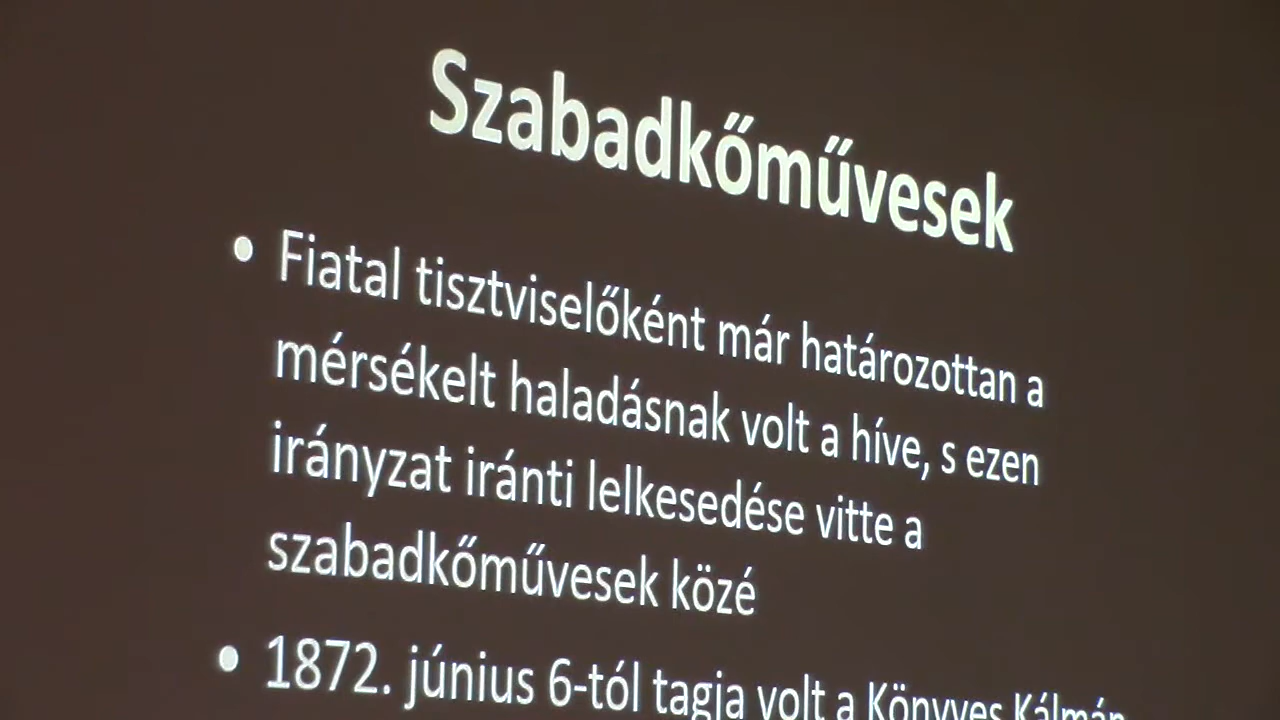 Szabadkőművesek
• Fiatal tisztviselőként már határozottan a
mérsékelt haladásnak volt a híve, s ezen
irányzat iránti lelkesedése vitte a
szabadkőművesek közé
• 1872. június 6-tól tagja volt a Könyves Kálmán